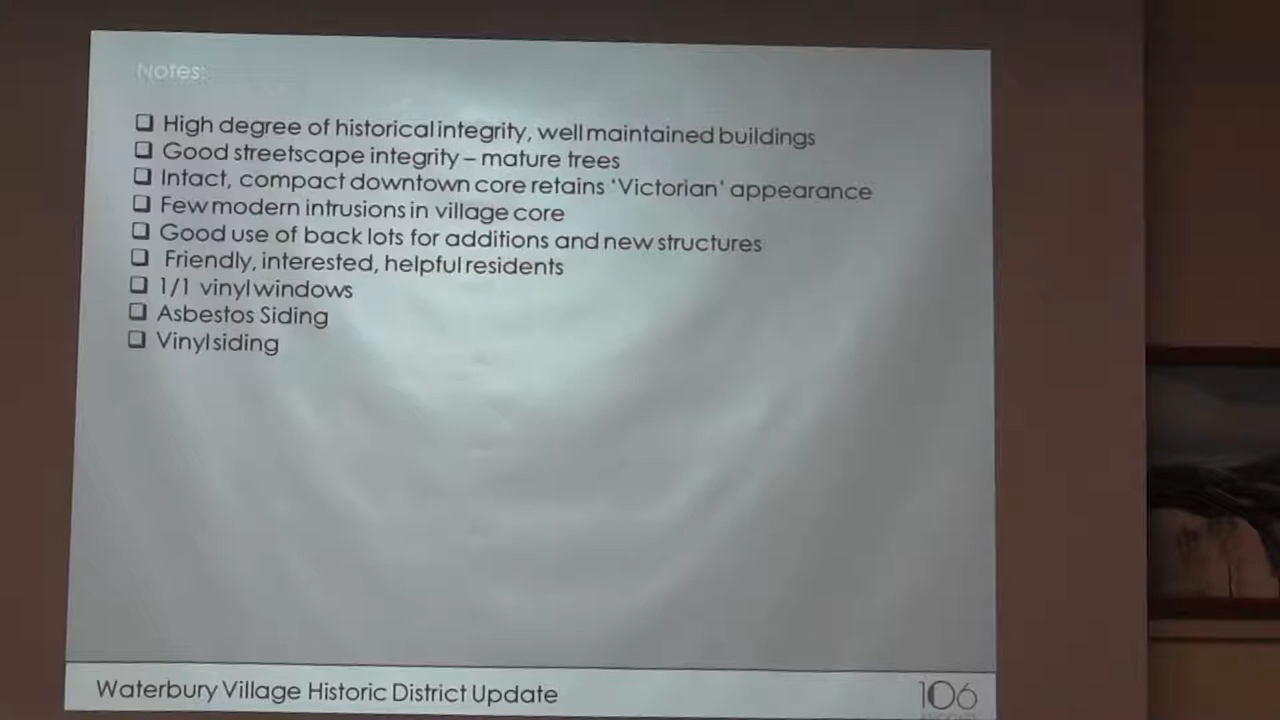 Notes:
❑ High degree of historical integrity, well maintained buildings
❑ Good streetscape integrity – mature trees
❑ Intact, compact downtown core retains ‘Victorian’ appearance
❑ Few modern intrusions in village core
❑ Good use of back lots for additions and new structures
❑ Friendly, interested, helpful residents
❑ 1/1 vinyl windows
❑ Asbestos Siding
❑ Vinyl siding
Waterbury Village Historic District Update
106